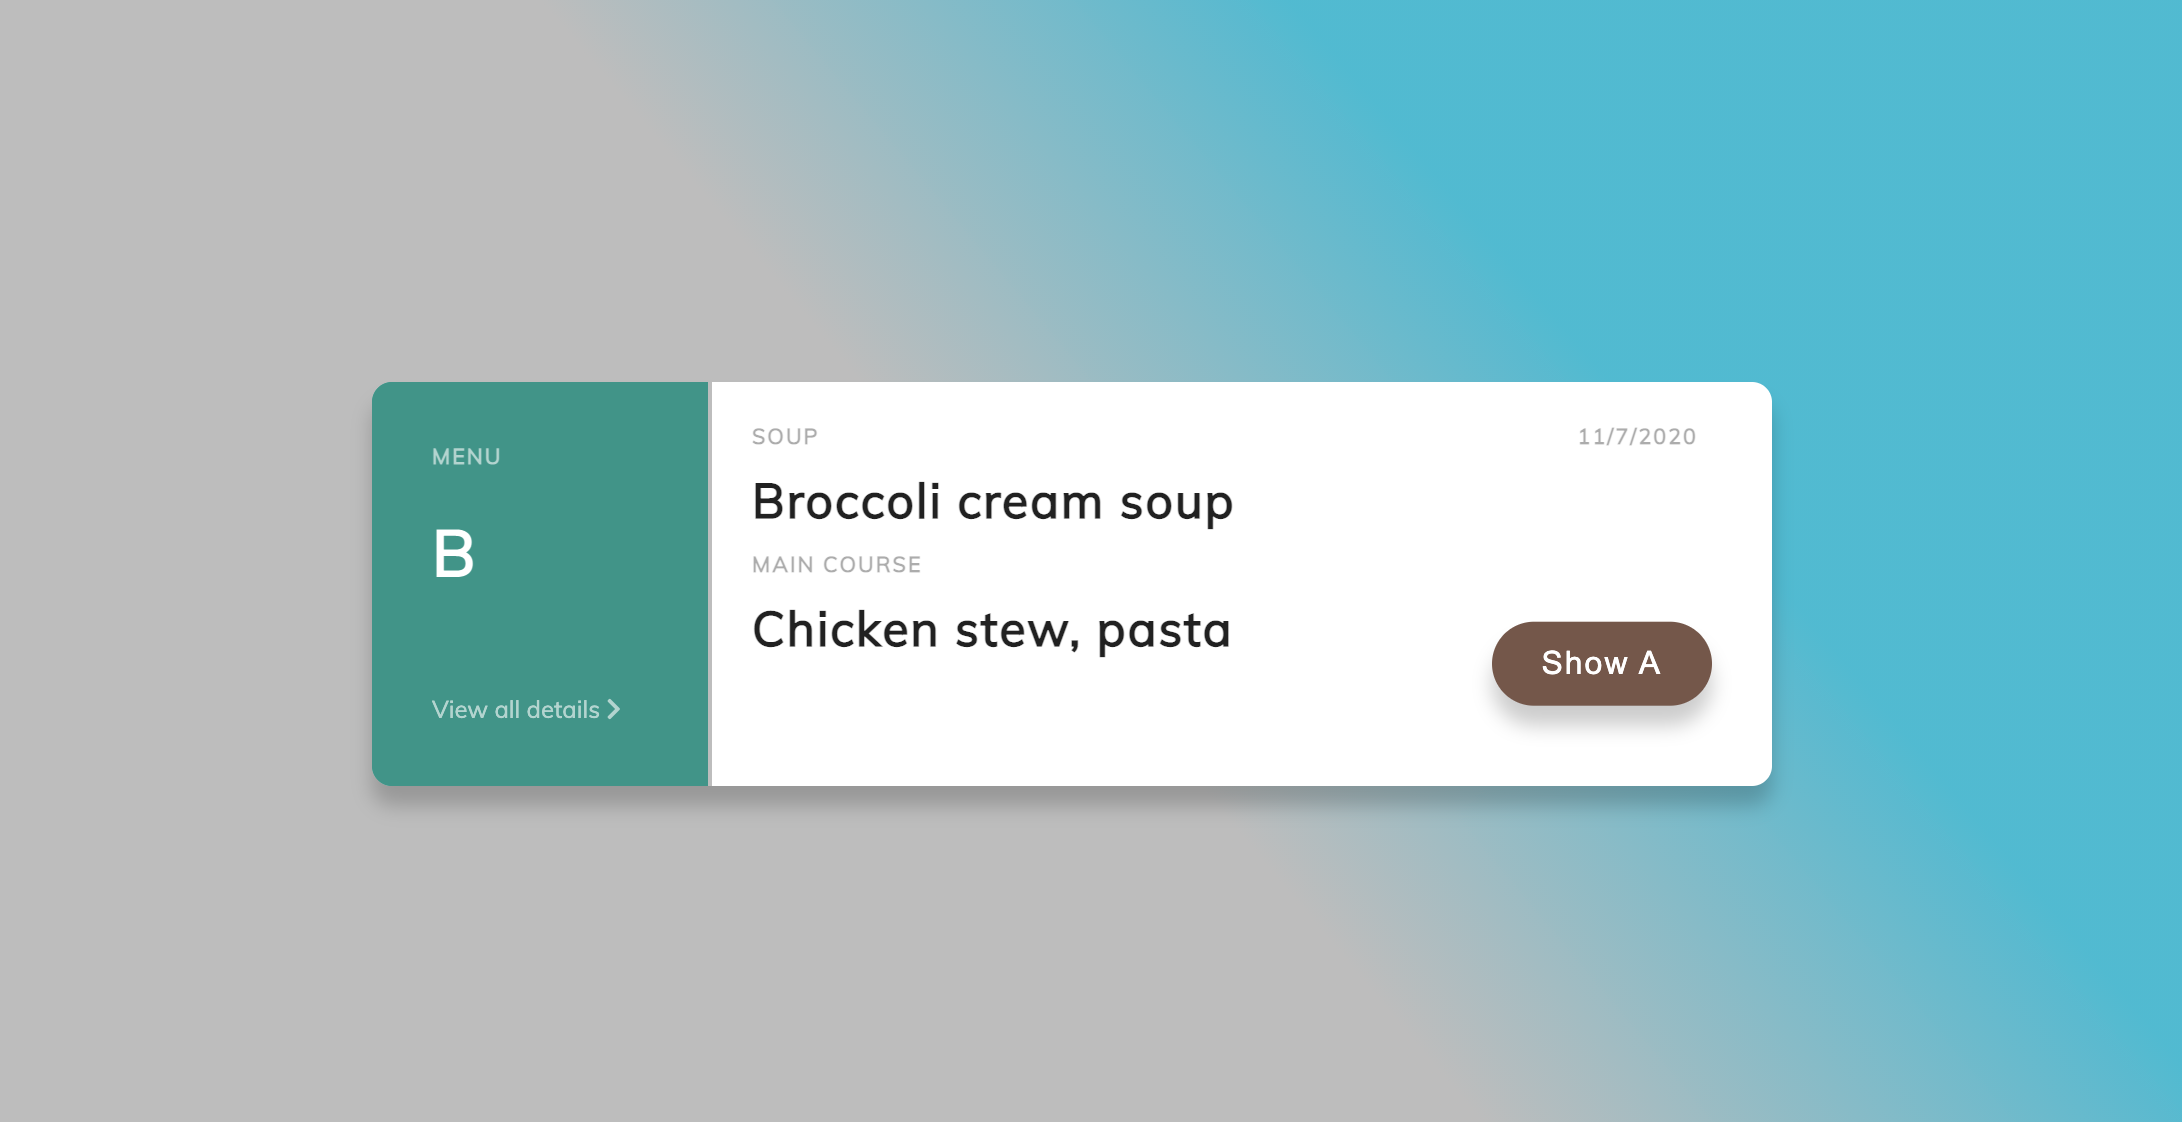 MENU
B
View all details
SOUP
11/7/2020
Broccoli cream soup
MAIN COURSE
Chicken stew, pasta
Show A